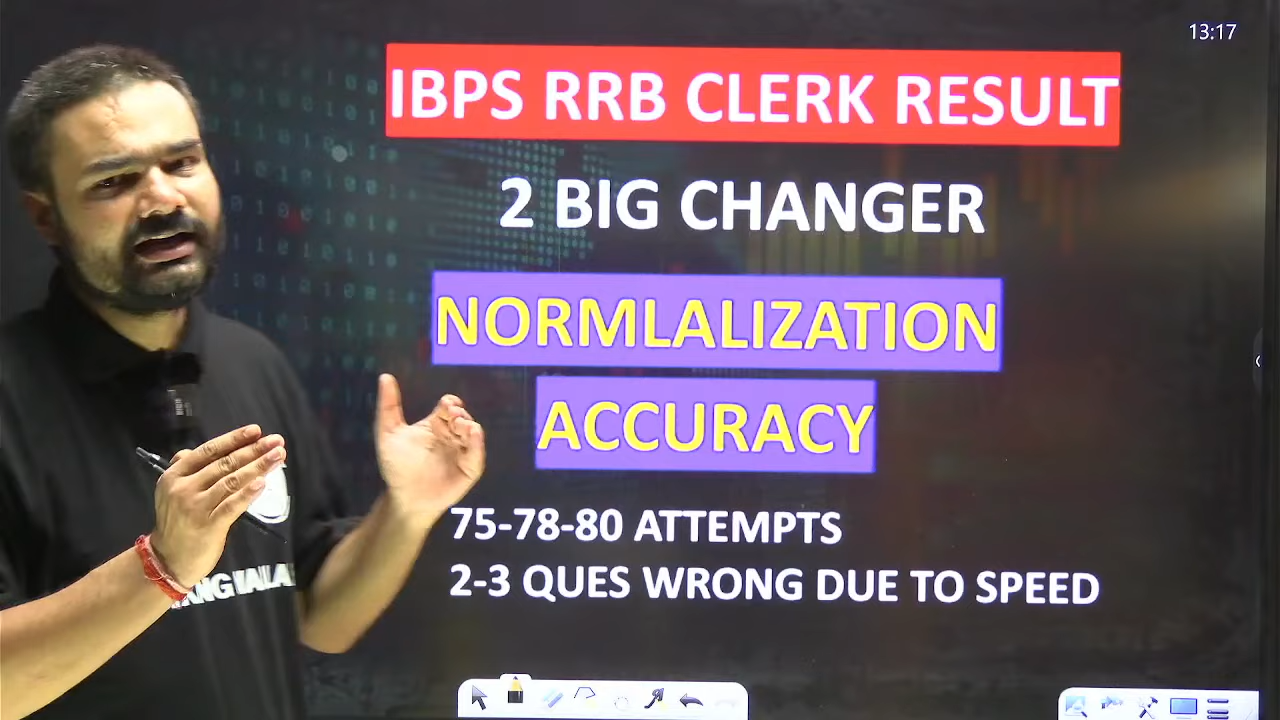 13:17
IBPS RRB CLERK RESULT
2 BIG CHANGER
NORMLALIZATION
ACCURACY
75-78-80 ATTEMPTS
2-3 QUES WRONG DUE TO SPEED